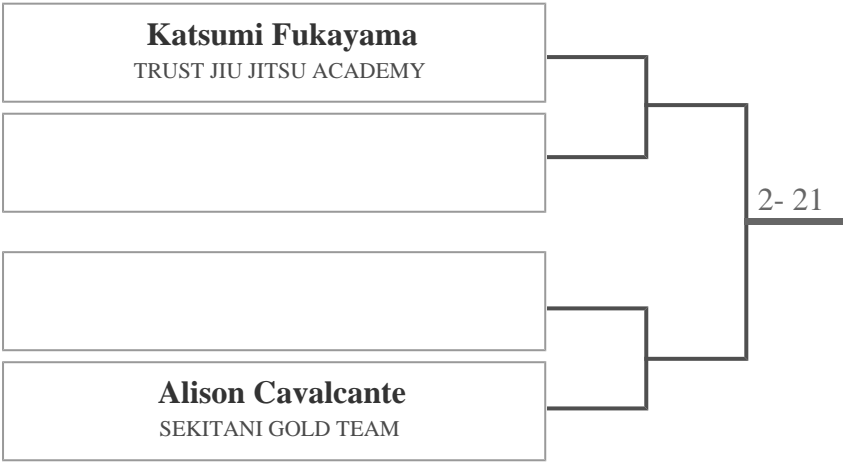 Katsumi Fukayama
TRUST JIU JITSU ACADEMY
2- 21
Alison Cavalcante
SEKITANI GOLD TEAM